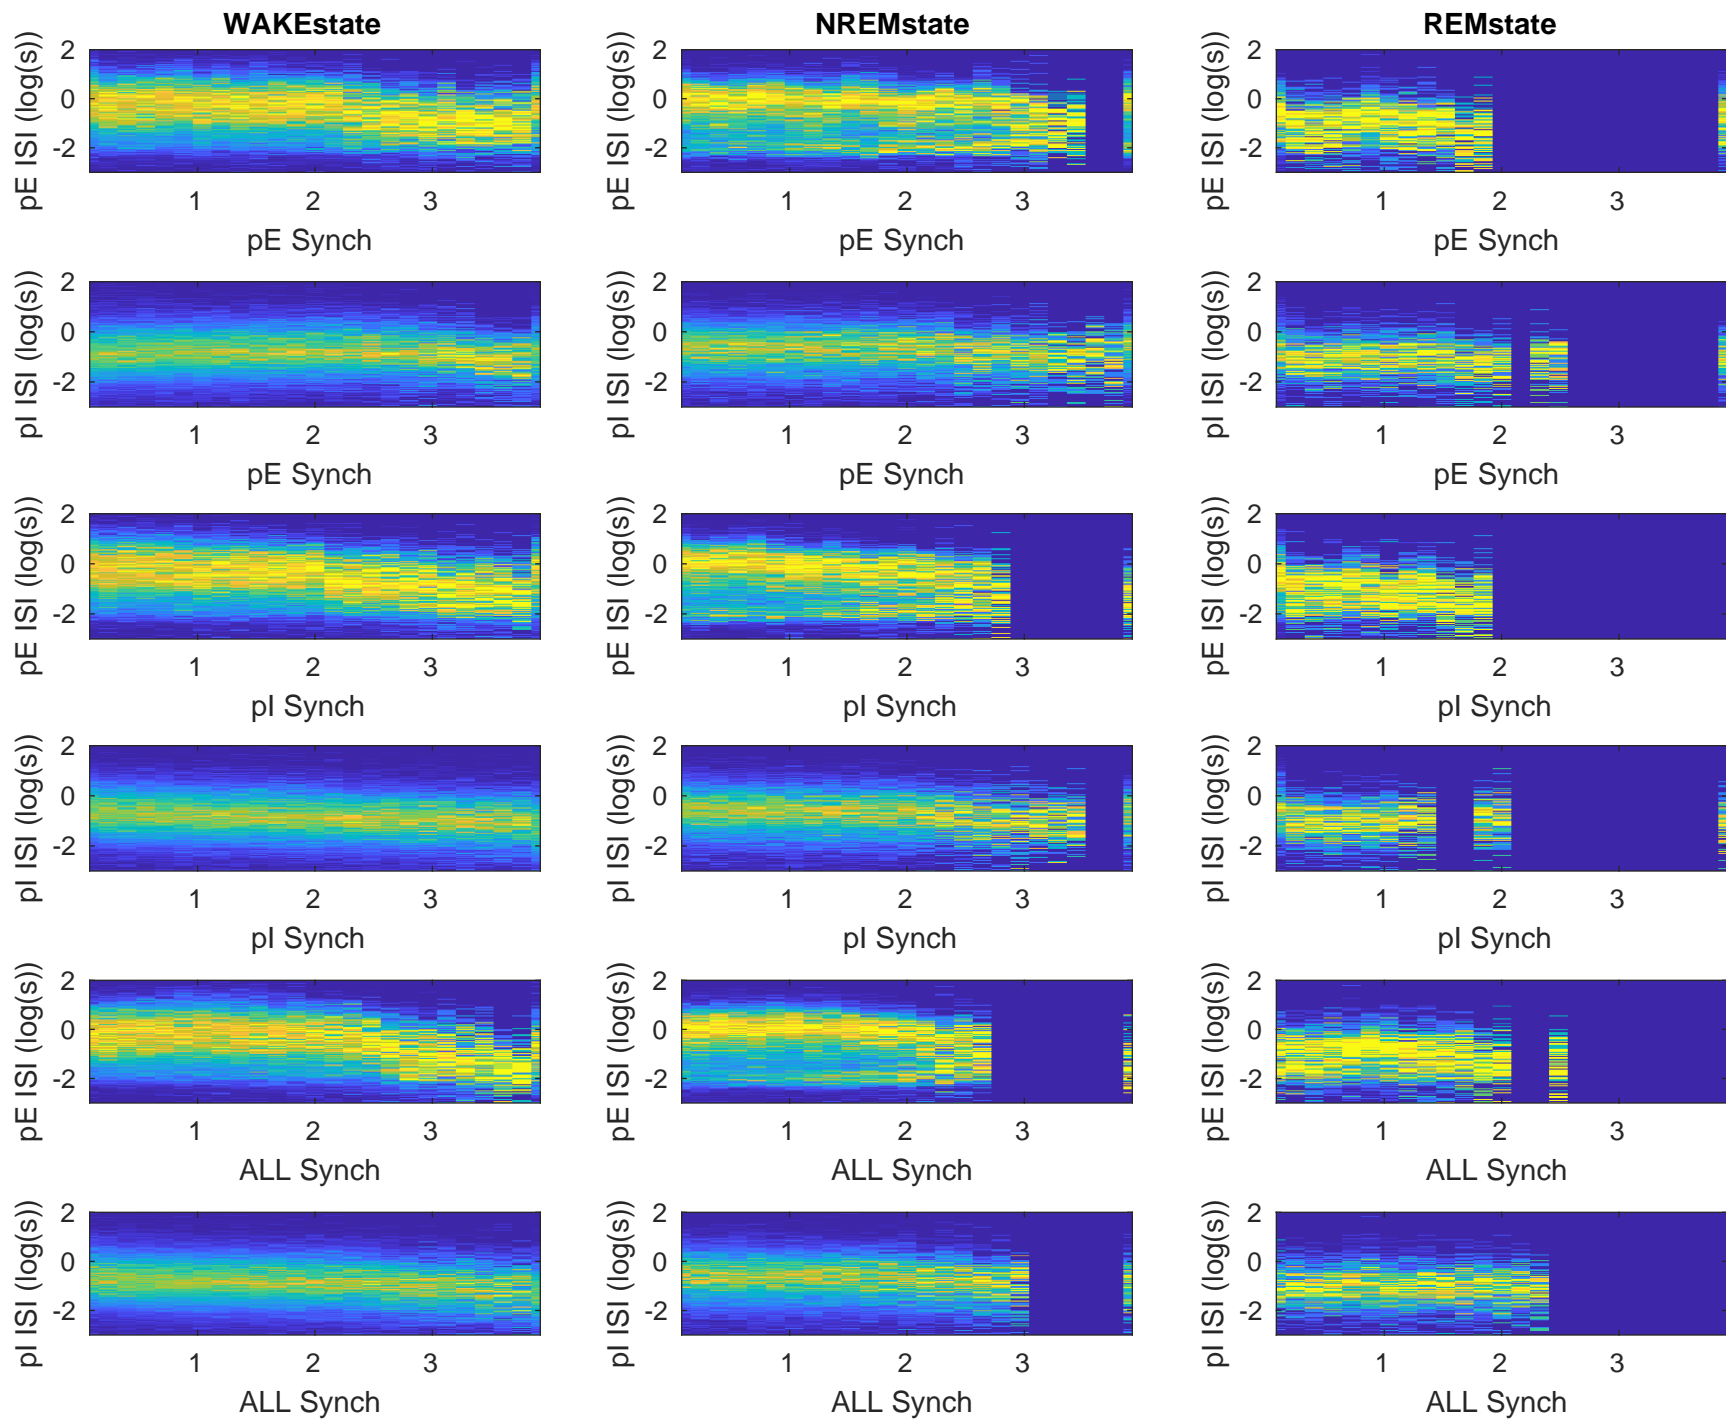 WAKEstate NREMstate REMstate
pE ISI (log(s)) 2 0 -2 pE ISI (log(s)) 2 0 -2 pE ISI (log(s)) 2 0 -2
1 2 3 1 2 3 1 2 3
pE Synch pE Synch pE Synch
pI ISI (log(s)) 2 0 -2 pI ISI (log(s)) 2 0 -2 pI ISI (log(s)) 2 0 -2
1 2 3 1 2 3 1 2 3
pE Synch pE Synch pE Synch
pE ISI (log(s)) 2 0 -2 pE ISI (log(s)) 2 0 -2 pE ISI (log(s)) 2 0 -2
1 2 3 1 2 3 1 2 3
pI Synch pI Synch pI Synch
pI ISI (log(s)) 2 0 -2 pI ISI (log(s)) 2 0 -2 pI ISI (log(s)) 2 0 -2
1 2 3 1 2 3 1 2 3
pI Synch pI Synch pI Synch
pE ISI (log(s)) 2 0 -2 pE ISI (log(s)) 2 0 -2 pE ISI (log(s)) 2 0 -2
1 2 3 1 2 3 1 2 3
ALL Synch ALL Synch ALL Synch
pI ISI (log(s)) 2 0 -2 pI ISI (log(s)) 2 0 -2 pI ISI (log(s)) 2 0 -2
1 2 3 1 2 3 1 2 3
ALL Synch ALL Synch ALL Synch